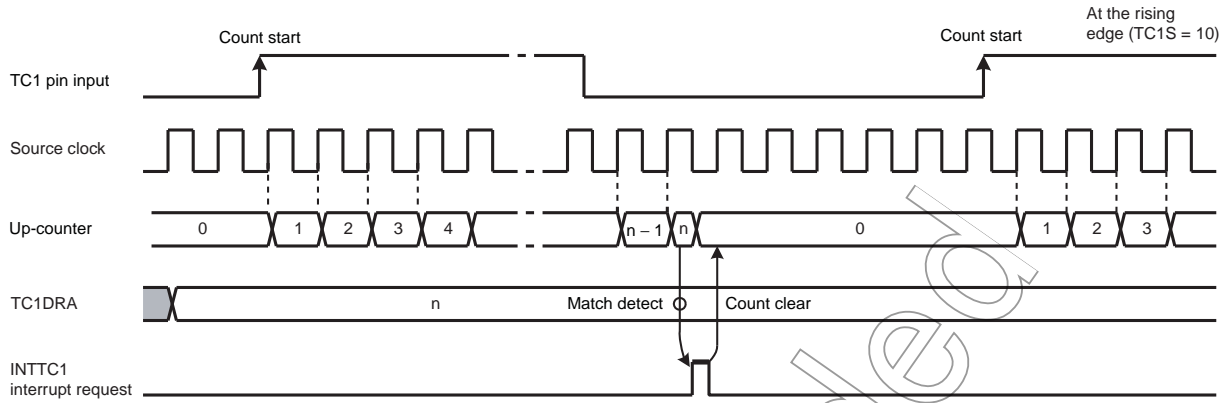 At the rising
edge (TC1S = 10)
Count start
Count start
TC1 pin input
Source clock
Up-counter
0
1
2
3
4
n – 1
n
0
1
2
3
TC1DRA
n
Match detect
Count clear
INTTC1
interrupt request
ded